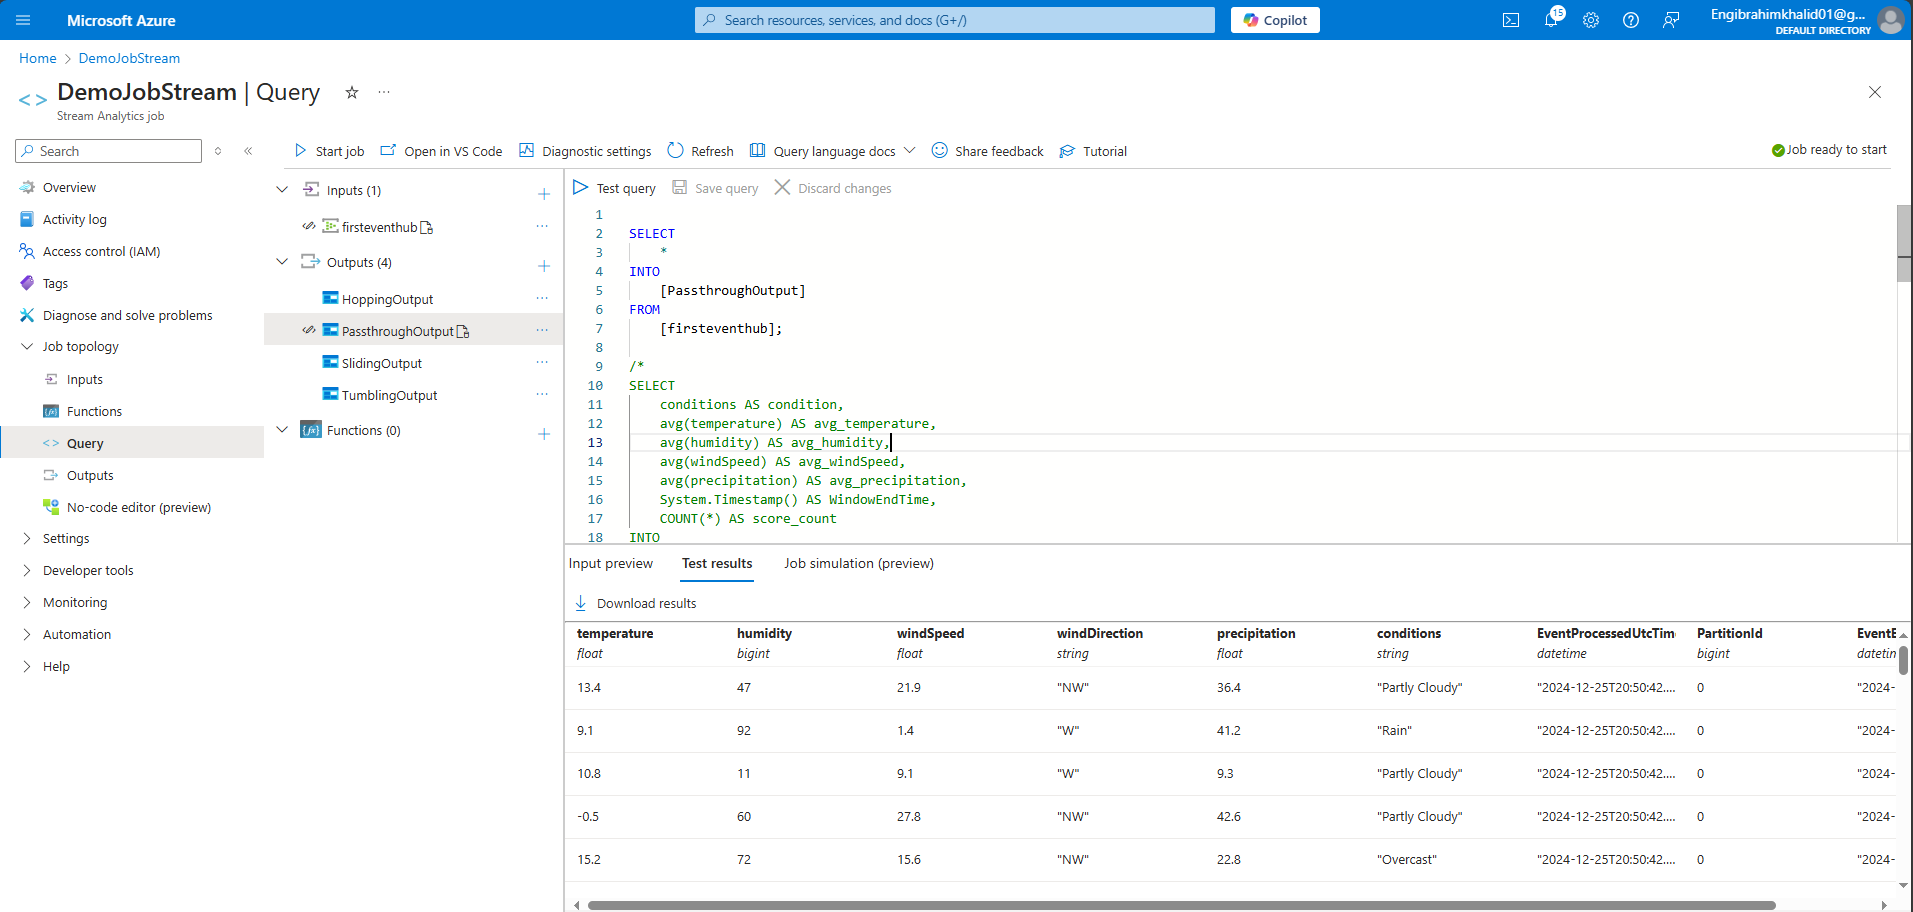 Microsoft Azure
Search resources, services, and docs (G+/)
Copilot
15
Engibrahimkhalid01@g...
DEFAULT DIRECTORY
Home > DemoJobStream
DemoJobStream | Query
...
Stream Analytics job
Search
Start job
Open in VS Code
Diagnostic settings
Refresh
Query language docs
Share feedback
Tutorial
Job ready to start
Overview
Activity log
Access control (IAM)
Tags
Diagnose and solve problems
Job topology
Inputs
Functions
Query
Outputs
No-code editor (preview)
Settings
Developer tools
Monitoring
Automation
Help
Inputs (1)
firsteventhub
Outputs (4)
HoppingOutput
PassthroughOutput
SlidingOutput
TumblingOutput
Functions (0)
Test query
Save query
Discard changes
1
2 SELECT
3 *
4 INTO
5 [PassthroughOutput]
6 FROM
7 [firsteventhub];
8
9 /*
10 SELECT
11 conditions AS condition,
12 avg(temperature) AS avg_temperature,
13 avg(humidity) AS avg_humidity,
14 avg(windSpeed) AS avg_windSpeed,
15 avg(precipitation) AS avg_precipitation,
16 System.Timestamp() AS WindowEndTime,
17 COUNT(*) AS score_count
18 INTO
Input preview
Test results
Job simulation (preview)
Download results
temperature humidity windSpeed windDirection precipitation conditions EventProcessedUtcTim PartitionId EventE
float bigint float string float string datetime bigint datetim
13.4 47 21.9 "NW" 36.4 "Partly Cloudy" "2024-12-25T20:50:42.... 0 "2024-
9.1 92 1.4 "W" 41.2 "Rain" "2024-12-25T20:50:42.... 0 "2024-
10.8 11 9.1 "W" 9.3 "Partly Cloudy" "2024-12-25T20:50:42.... 0 "2024-
-0.5 60 27.8 "NW" 42.6 "Partly Cloudy" "2024-12-25T20:50:42.... 0 "2024-
15.2 72 15.6 "NW" 22.8 "Overcast" "2024-12-25T20:50:42.... 0 "2024-